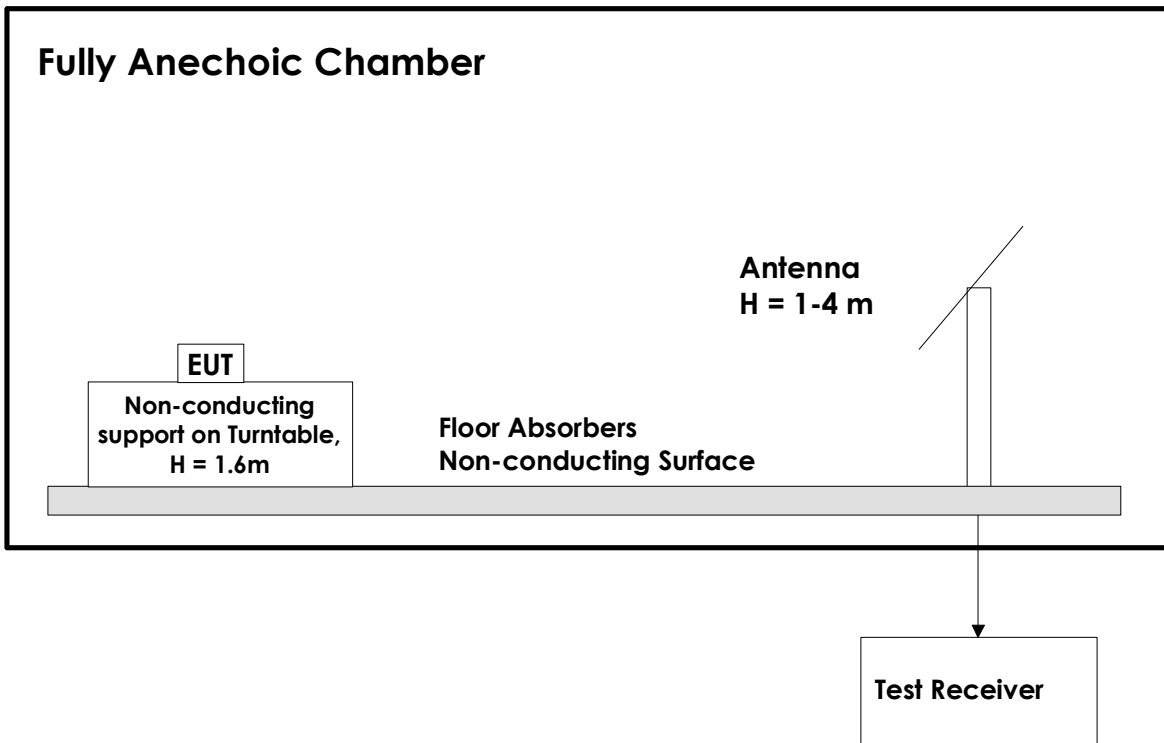 Fully Anechoic Chamber
Antenna
H = 1-4 m
EUT
Non-conducting
support on Turntable,
H = 1.6m
Floor Absorbers
Non-conducting Surface
Test Receiver